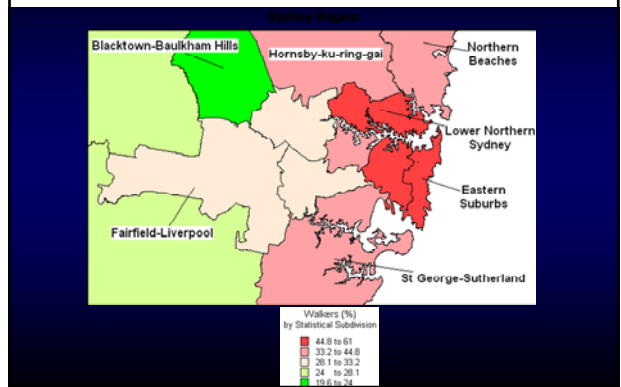 Sydney Region
Blacktown-Baulkham Hills
Hornsby-ku-ring-gai
Northern
Beaches
Lower Northern
Sydney
Eastern
Suburbs
Fairfield-Liverpool
St George-Sutherland
Walkers (%)
by Statistical Subdivision
44.8 to 61
33.2 to 44.8
28.1 to 33.2
24 to 28.1
19.6 to 24